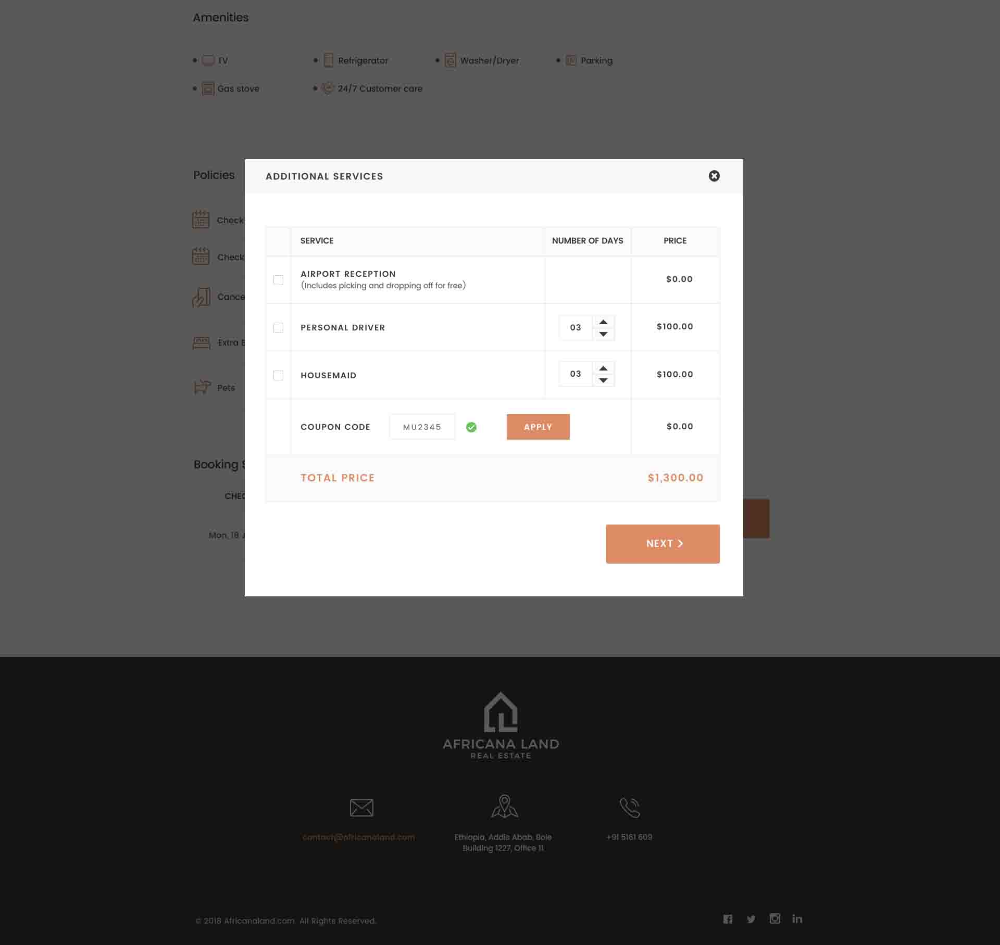 Amenities
TV
Refrigerator
Washer/Dryer
Parking
Gas stove
24/7 Customer care
Policies
ADDITIONAL SERVICES
Check
SERVICE
NUMBER OF DAYS
PRICE
Check
AIRPORT RECEPTION
(Includes picking and dropping off for free)
$0.00
Cance
PERSONAL DRIVER
03
$100.00
Extra
HOUSEMAID
03
$100.00
Pets
COUPON CODE
MU2345
APPLY
$0.00
Booking
TOTAL PRICE
$1,300.00
CHEC
Mon, 18 J
NEXT
AFRICANA LAND
REAL ESTATE
contact@africanaland.com
Ethiopia, Addis Abab, Bole
Building 1227, Office 11
+91 5161 609
© 2018 Africanaland.com. All Rights Reserved.